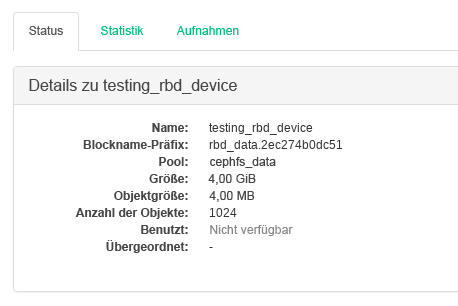 Status Statistik Aufnahmen
Details zu testing_rbd_device
Name: testing_rbd_device
Blockname-Präfix: rbd_data.2ec274b0dc51
Pool: cephfs_data
Größe: 4,00 GiB
Objektgröße: 4,00 MB
Anzahl der Objekte: 1024
Benutzt: Nicht verfügbar
Übergeordnet: -